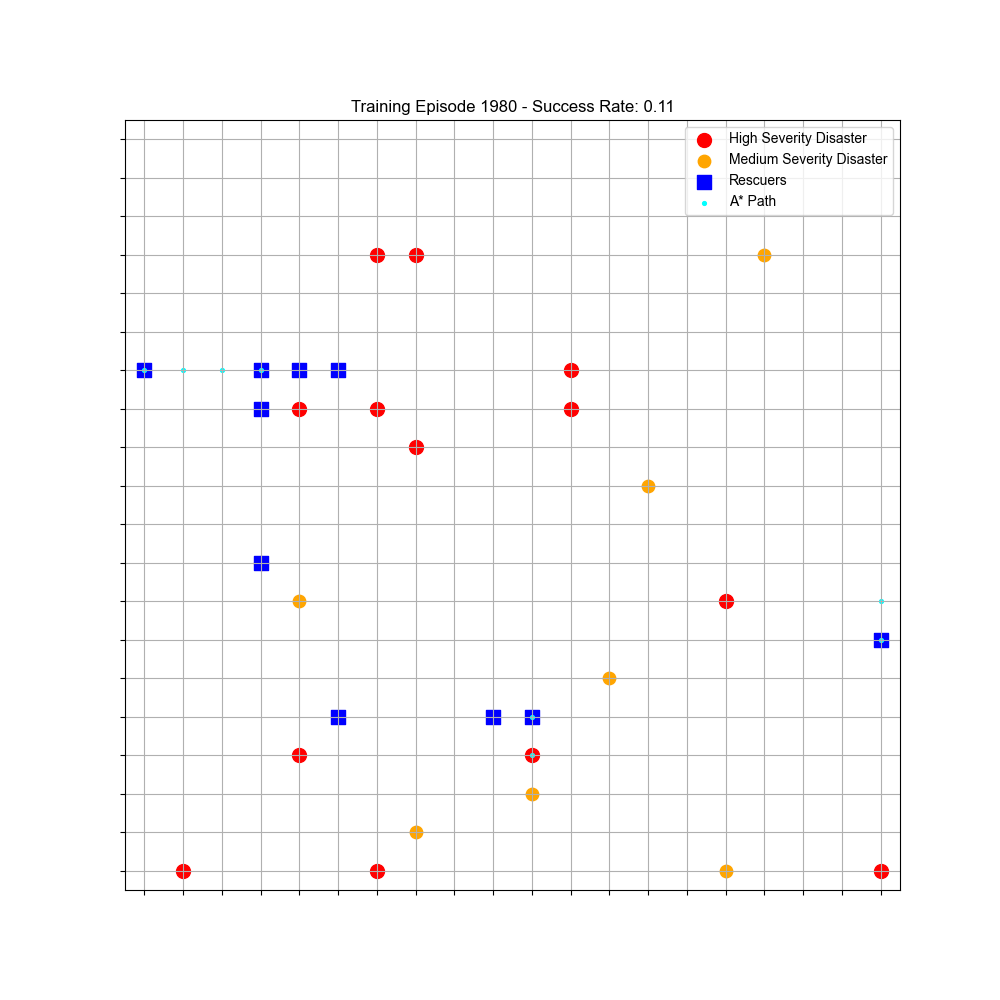 Training Episode 1980 - Success Rate: 0.11
High Severity Disaster
Medium Severity Disaster
Rescuers
A* Path